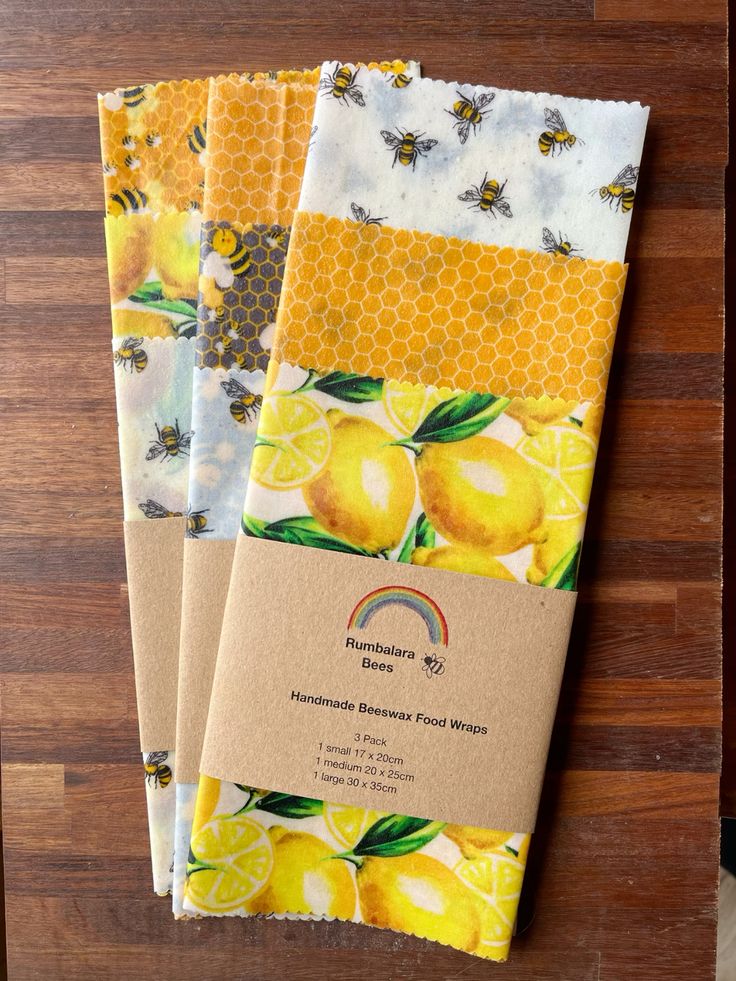 Rumbalara
Bees
Handmade Beeswax Food Wraps
3 Pack
1 small 17 x 20cm
1 medium 20 x 25cm
1 large 30 x 35cm